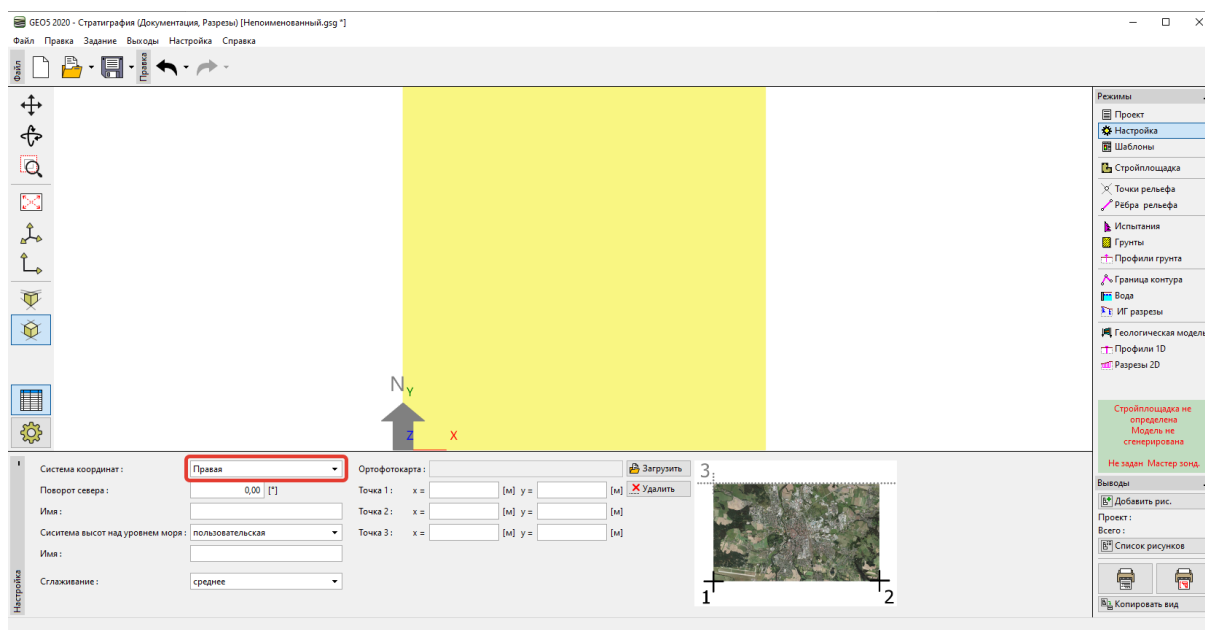 GEO5 2020 - Стратиграфия (Документация, Разрезы) [Непоименованный.gsg *]
Файл Правка Задание Выходы Настройка Справка
Файл
Правка
Режимы
Проект
Настройка
Шаблоны
Стройплощадка
Точки рельефа
Рёбра рельефа
Испытания
Грунты
Профили грунта
Граница контура
Вода
ИГ разрезы
Геологическая модель
Профили 1D
Разрезы 2D
N
Y
Z X
Стройплощадка не
определена
Модель не
сгенерирована
Не задан Мастер зонд.
Система координат : Правая Ортофотокарта : Загрузить
Поворот севера : 0,00 [°] Точка 1 : x = [м] y = [м] Удалить
Имя : Точка 2 : x = [м] y = [м]
Сиситема высот над уровнем моря : пользовательская Точка 3 : x = [м] y = [м]
Имя :
Сглаживание : среднее
Настройка
3
1 2
Выводы
Добавить рис.
Проект :
Всего :
Список рисунков
Копировать вид